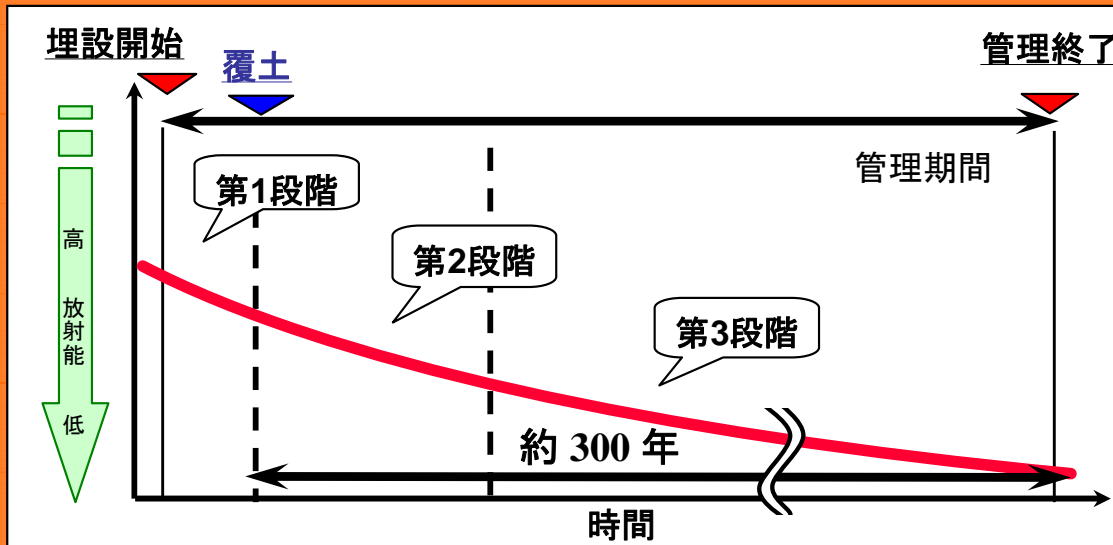 埋設開始
覆土
管理終了
管理期間
第1段階
第2段階
第3段階
高
放射能
低
約 300 年
時間